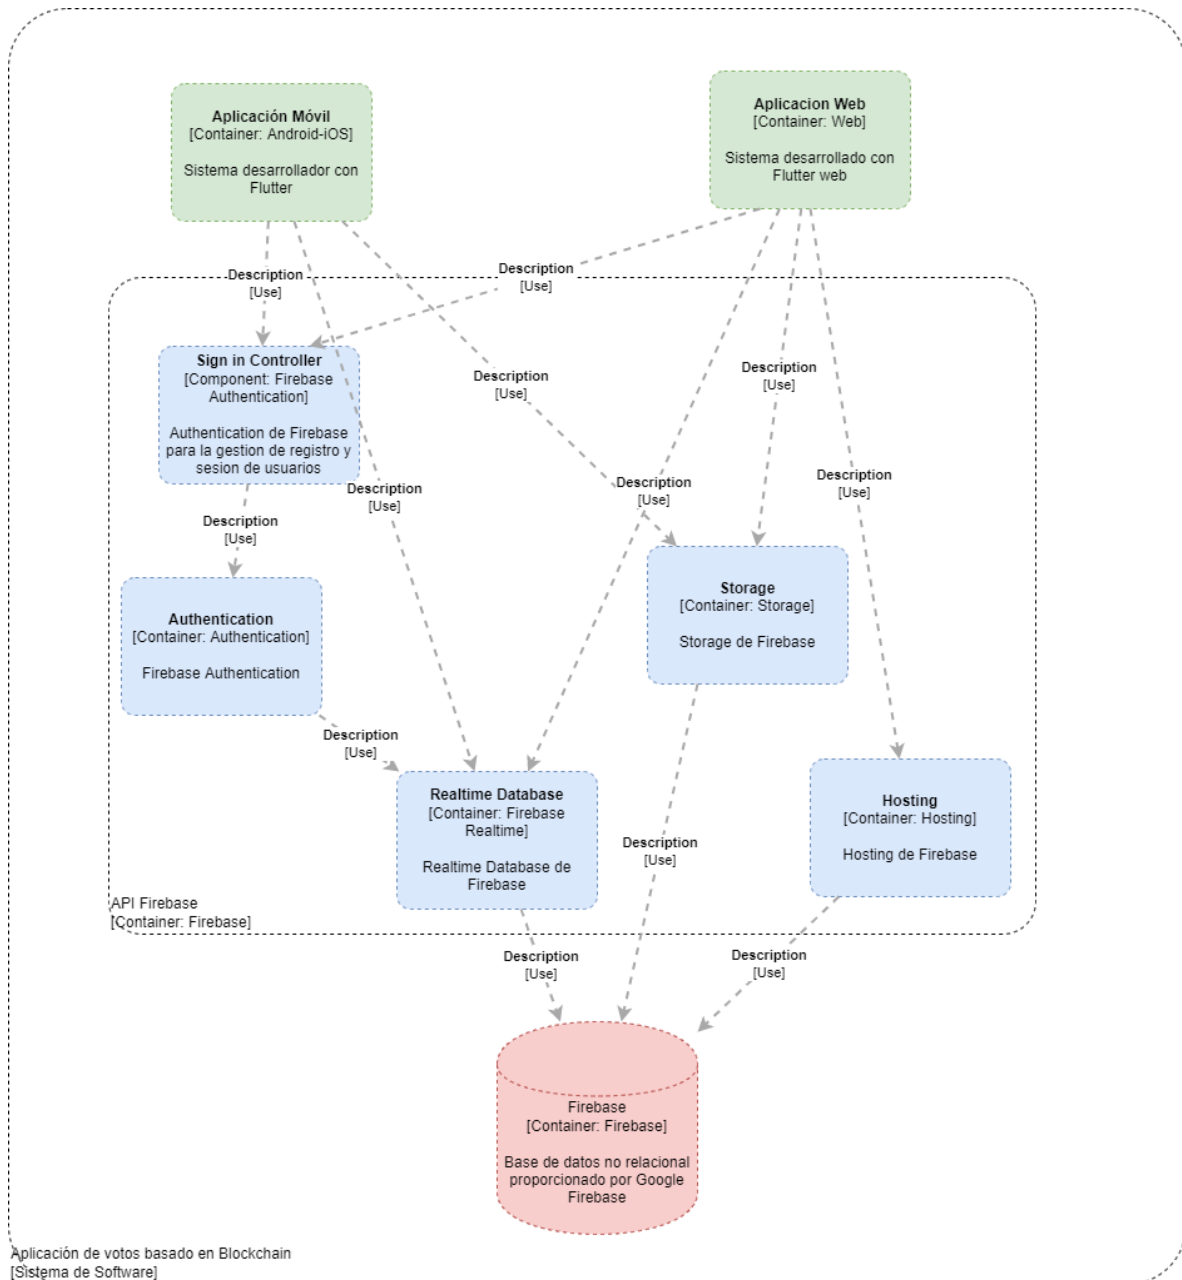 Aplicación Móvil
[Container: Android-iOS]
Sistema desarrollador con
Flutter
Aplicacion Web
[Container: Web]
Sistema desarrollado con
Flutter web
Description
[Use]
Description
[Use]
Sign in Controller
[Component: Firebase
Authentication]
Authentication de Firebase
para la gestion de registro y
sesion de usuarios
Description
[Use]
Description
[Use]
Description
[Use]
Description
[Use]
Description
[Use]
Description
[Use]
Authentication
[Container: Authentication]
Firebase Authentication
Storage
[Container: Storage]
Storage de Firebase
Description
[Use]
Realtime Database
[Container: Firebase
Realtime]
Realtime Database de
Firebase
Hosting
[Container: Hosting]
Hosting de Firebase
Description
[Use]
API Firebase
[Container: Firebase]
Description
[Use]
Description
[Use]
Firebase
[Container: Firebase]
Base de datos no relacional
proporcionado por Google
Firebase
Aplicación de votos basado en Blockchain
[Sistema de Software]